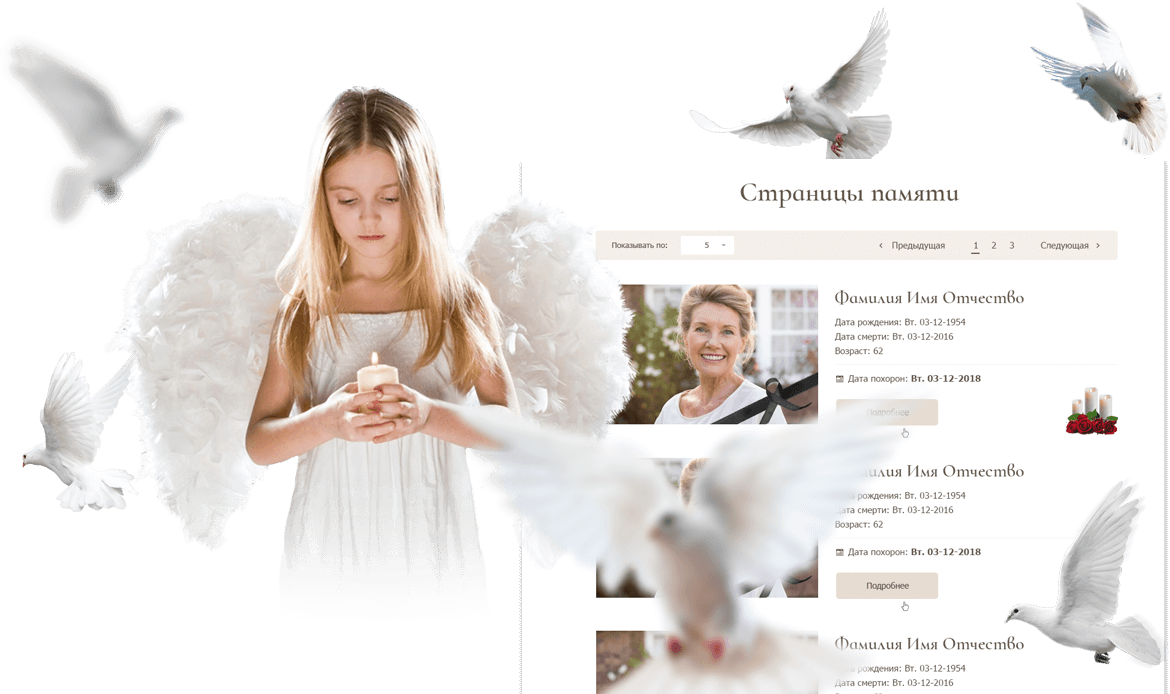 Страницы памяти
Показывать по: 5 Предыдущая 1 2 3 Следующая
Фамилия Имя Отчество
Дата рождения: Вт. 03-12-1954
Дата смерти: Вт. 03-12-2016
Возраст: 62
Дата похорон: Вт. 03-12-2018
Подробнее
Фамилия Имя Отчество
Дата рождения: Вт. 03-12-1954
Дата смерти: Вт. 03-12-2016
Возраст: 62
Дата похорон: Вт. 03-12-2018
Подробнее
Фамилия Имя Отчество
Дата рождения: Вт. 03-12-1954
Дата смерти: Вт. 03-12-2016